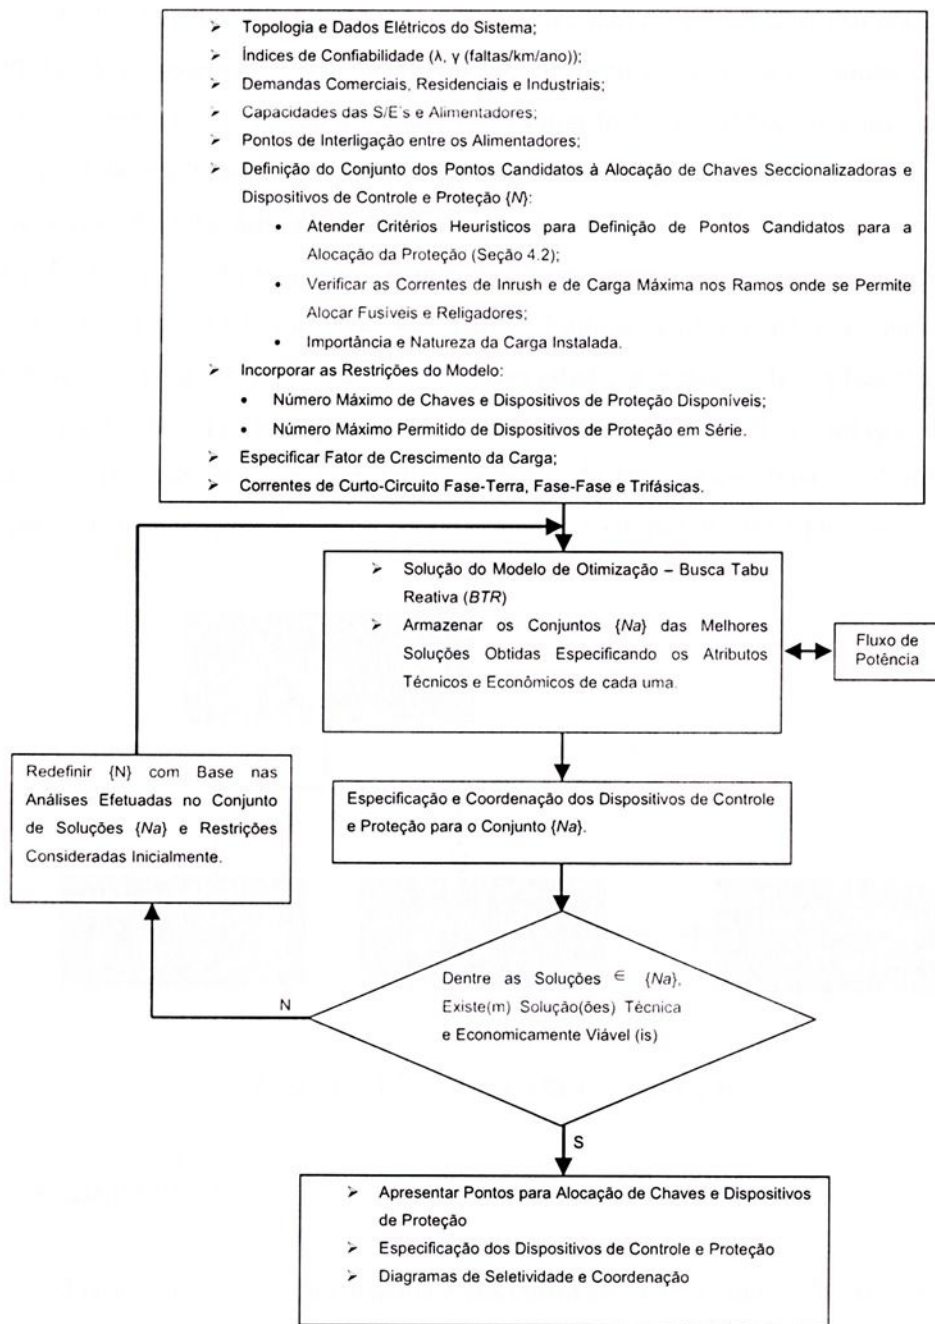 ➢ Topologia e Dados Elétricos do Sistema;
➢ Índices de Confiabilidade (λ, γ (faltas/km/ano));
➢ Demandas Comerciais, Residenciais e Industriais;
➢ Capacidades das S/E's e Alimentadores;
➢ Pontos de Interligação entre os Alimentadores;
➢ Definição do Conjunto dos Pontos Candidatos à Alocação de Chaves Seccionalizadoras e
Dispositivos de Controle e Proteção {N}:
• Atender Critérios Heurísticos para Definição de Pontos Candidatos para a
Alocação da Proteção (Seção 4.2);
• Verificar as Correntes de Inrush e de Carga Máxima nos Ramos onde se Permite
Alocar Fusíveis e Religadores;
• Importância e Natureza da Carga Instalada.
➢ Incorporar as Restrições do Modelo:
• Número Máximo de Chaves e Dispositivos de Proteção Disponíveis;
• Número Máximo Permitido de Dispositivos de Proteção em Série.
➢ Especificar Fator de Crescimento da Carga;
➢ Correntes de Curto-Circuito Fase-Terra, Fase-Fase e Trifásicas.
➢ Solução do Modelo de Otimização – Busca Tabu
Reativa (BTR)
➢ Armazenar os Conjuntos {Na} das Melhores
Soluções Obtidas Especificando os Atributos
Técnicos e Econômicos de cada uma.
Fluxo de
Potência
Redefinir {N} com Base nas
Análises Efetuadas no Conjunto
de Soluções {Na} e Restrições
Consideradas Inicialmente.
Especificação e Coordenação dos Dispositivos de Controle
e Proteção para o Conjunto {Na}.
Dentre as Soluções ∈ {Na},
Existe(m) Solução(ões) Técnica
e Economicamente Viável (is)
N
S
➢ Apresentar Pontos para Alocação de Chaves e Dispositivos
de Proteção
➢ Especificação dos Dispositivos de Controle e Proteção
➢ Diagramas de Seletividade e Coordenação